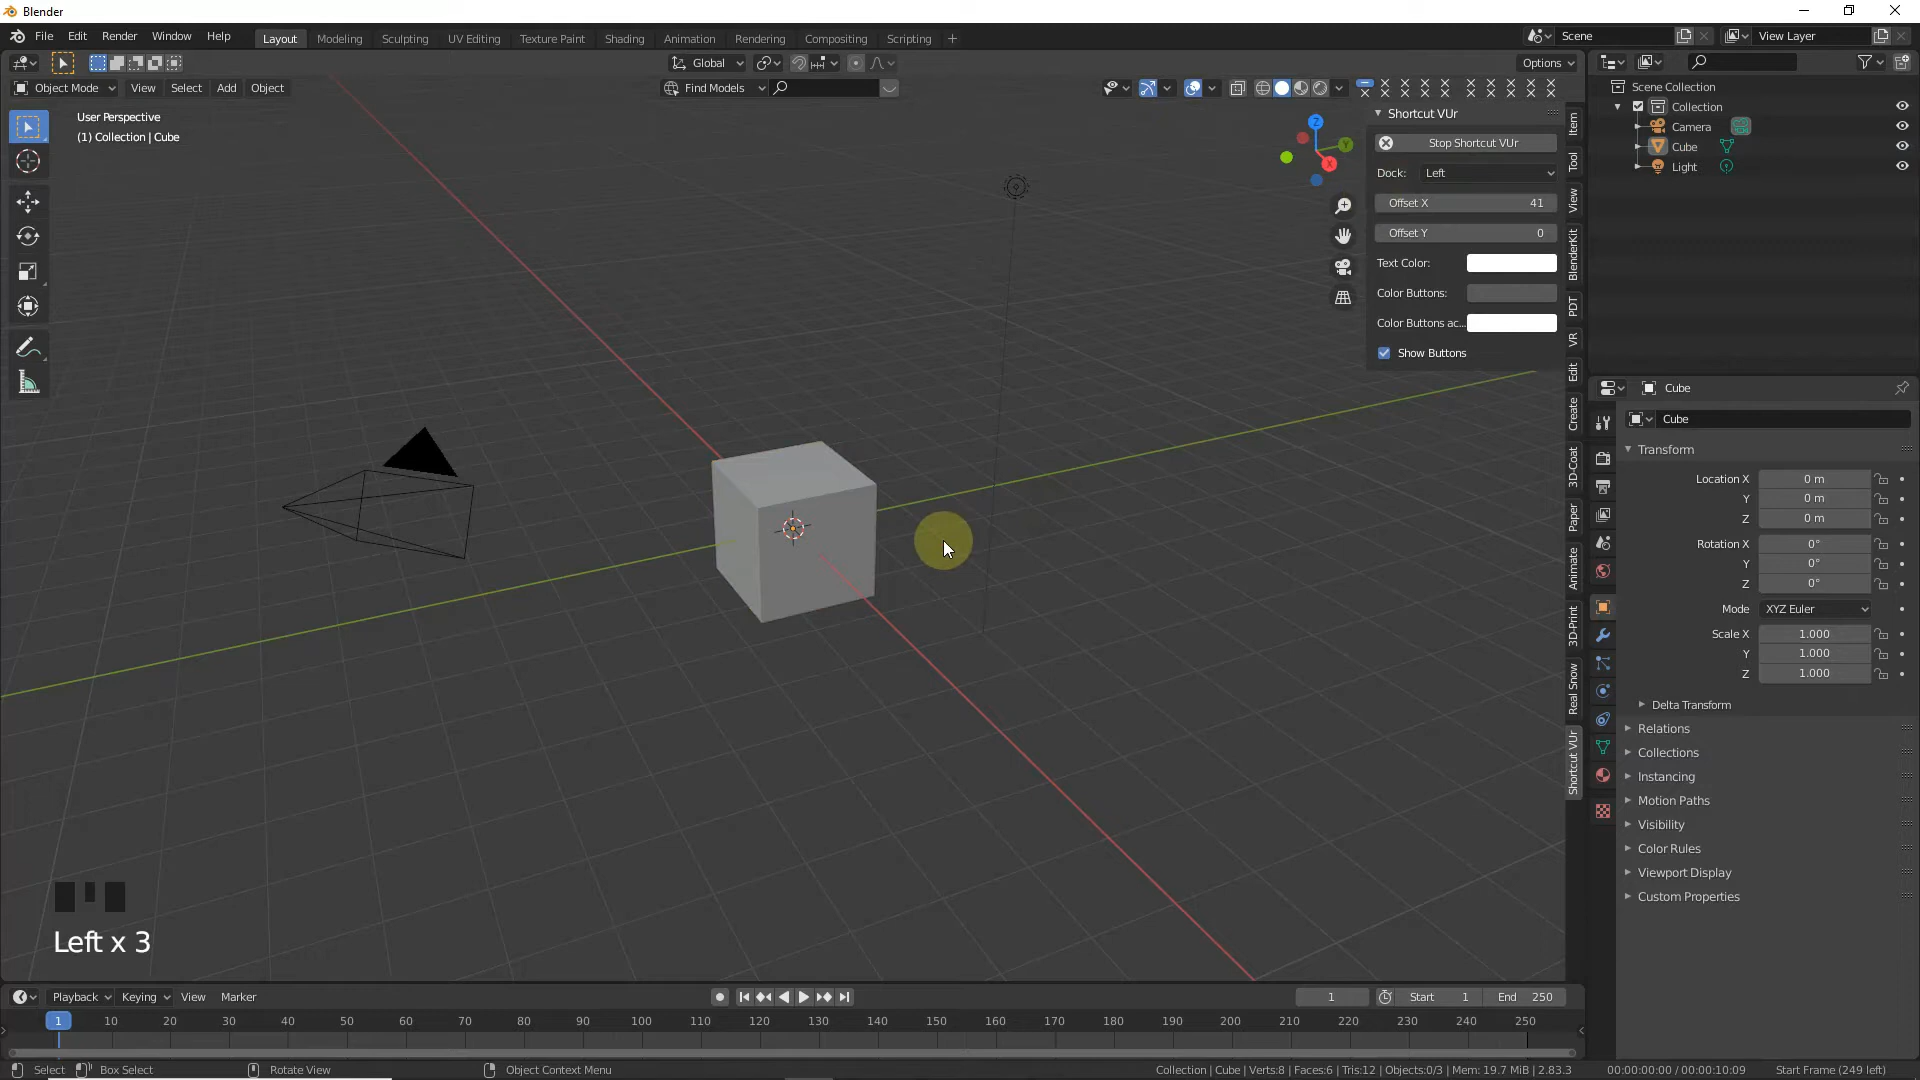 Blender
File Edit Render Window Help
Layout Modeling Sculpting UV Editing Texture Paint Shading Animation Rendering Compositing Scripting +
Scene
View Layer
Global
Options
Object Mode View Select Add Object
Find Models
User Perspective
(1) Collection | Cube
Z
Y
X
Shortcut VUr
Stop Shortcut VUr
Dock: Left
Offset X 41
Offset Y 0
Text Color:
Color Buttons:
Color Buttons ac...
Show Buttons
Item
Tool
View
BlenderKit
PDT
VR
Edit
Create
3D-Coat
Paper
Animate
3D-Print
Real Snow
Shortcut VUr
Scene Collection
Collection
Camera
Cube
Light
Cube
Cube
Transform
Location X 0 m
Y 0 m
Z 0 m
Rotation X 0°
Y 0°
Z 0°
Mode XYZ Euler
Scale X 1.000
Y 1.000
Z 1.000
Delta Transform
Relations
Collections
Instancing
Motion Paths
Visibility
Color Rules
Viewport Display
Custom Properties
Left x 3
Playback Keying View Marker
1
Start 1 End 250
1 10 20 30 40 50 60 70 80 90 100 110 120 130 140 150 160 170 180 190 200 210 220 230 240 250
Select Box Select Rotate View Object Context Menu
Collection | Cube | Verts:8 | Faces:6 | Tris:12 | Objects:0/3 | Mem: 19.7 MiB | 2.83.3
00:00:00:00 / 00:00:10:09
Start Frame (249 left)